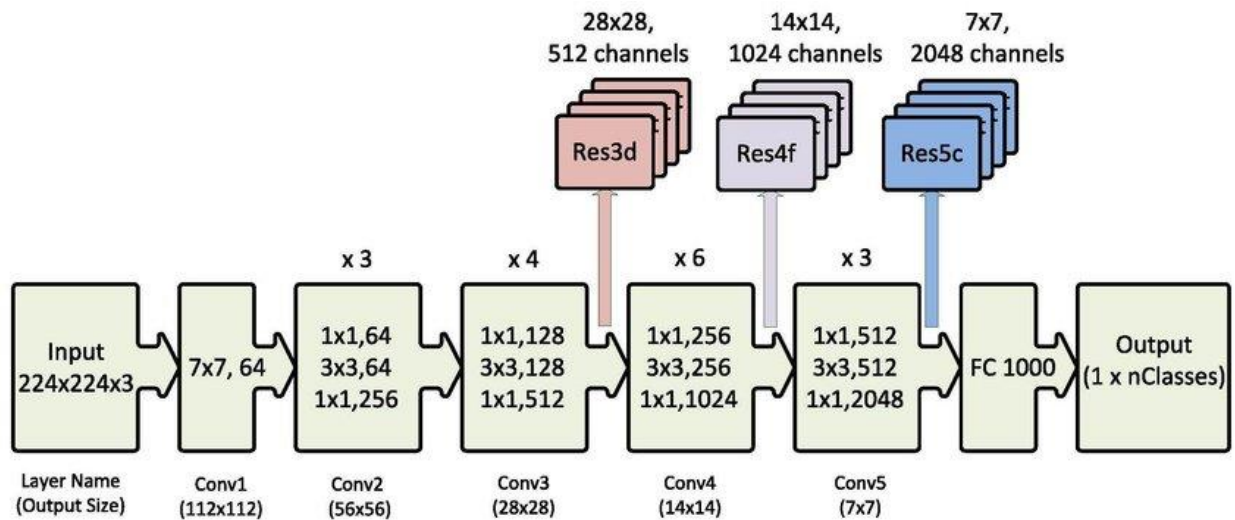 28x28,
512 channels
14x14,
1024 channels
7x7,
2048 channels
Res3d
Res4f
Res5c
x 3
x 4
x 6
x 3
Input
224x224x3
7x7, 64
1x1,64
3x3,64
1x1,256
1x1,128
3x3,128
1x1,512
1x1,256
3x3,256
1x1,1024
1x1,512
3x3,512
1x1,2048
FC 1000
Output
(1 x nClasses)
Layer Name
(Output Size)
Conv1
(112x112)
Conv2
(56x56)
Conv3
(28x28)
Conv4
(14x14)
Conv5
(7x7)